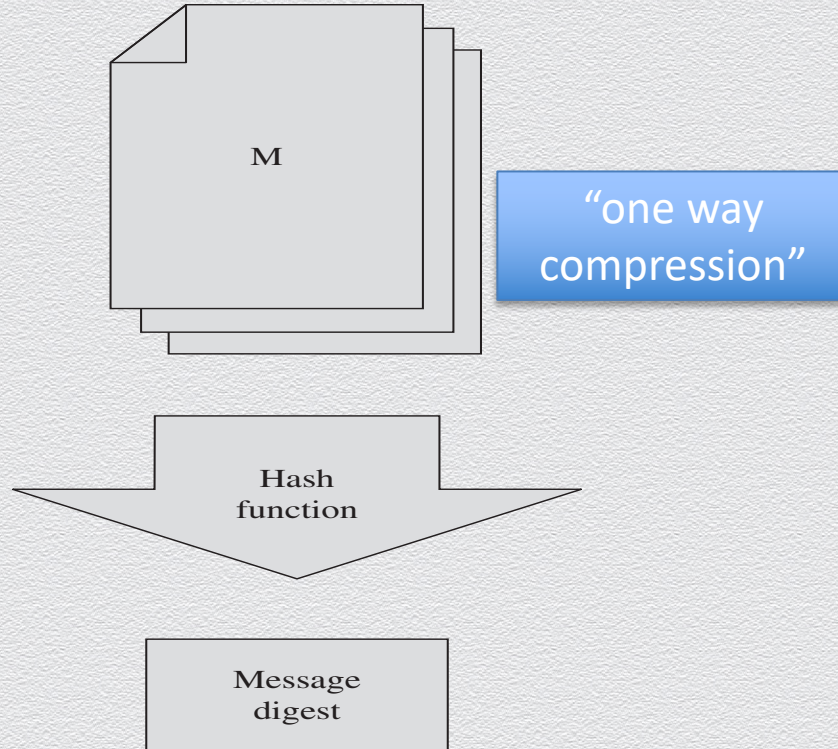 M
“one way
compression”
Hash
function
Message
digest